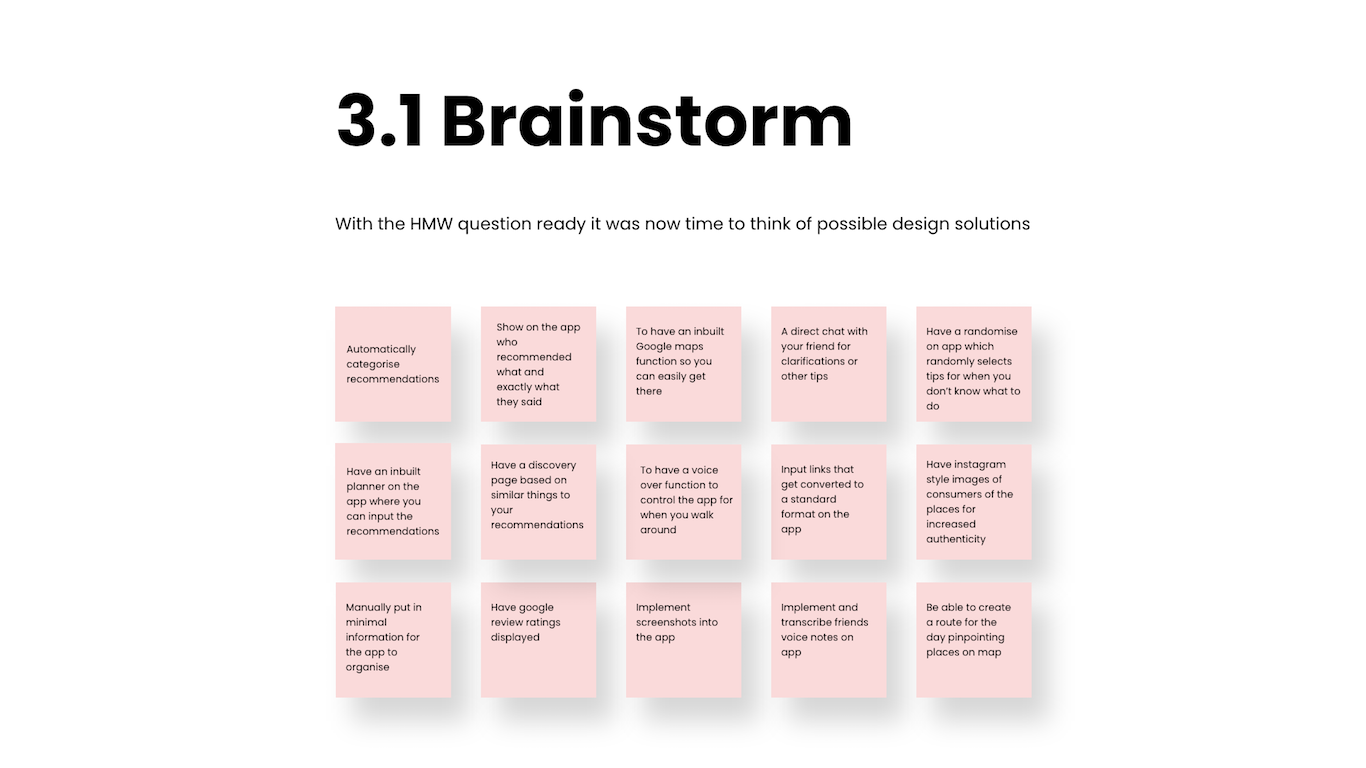 3.1 Brainstorm
With the HMW question ready it was now time to think of possible design solutions
Automatically
categorise
recommendations
Show on the app
who
recommended
what and
exactly what
they said
To have an inbuilt
Google maps
function so you
can easily get
there
A direct chat with
your friend for
clarifications or
other tips
Have a randomise
on app which
randomly selects
tips for when you
don't know what to
do
Have an inbuilt
planner on the
app where you
can input the
recommendations
Have a discovery
page based on
similar things to
your
recommendations
To have a voice
over function to
control the app for
when you walk
around
Input links that
get converted to
a standard
format on the
app
Have instagram
style images of
consumers of the
places for
increased
authenticity
Manually put in
minimal
information for
the app to
organise
Have google
review ratings
displayed
Implement
screenshots into
the app
Implement and
transcribe friends
voice notes on
app
Be able to create
a route for the
day pinpointing
places on map